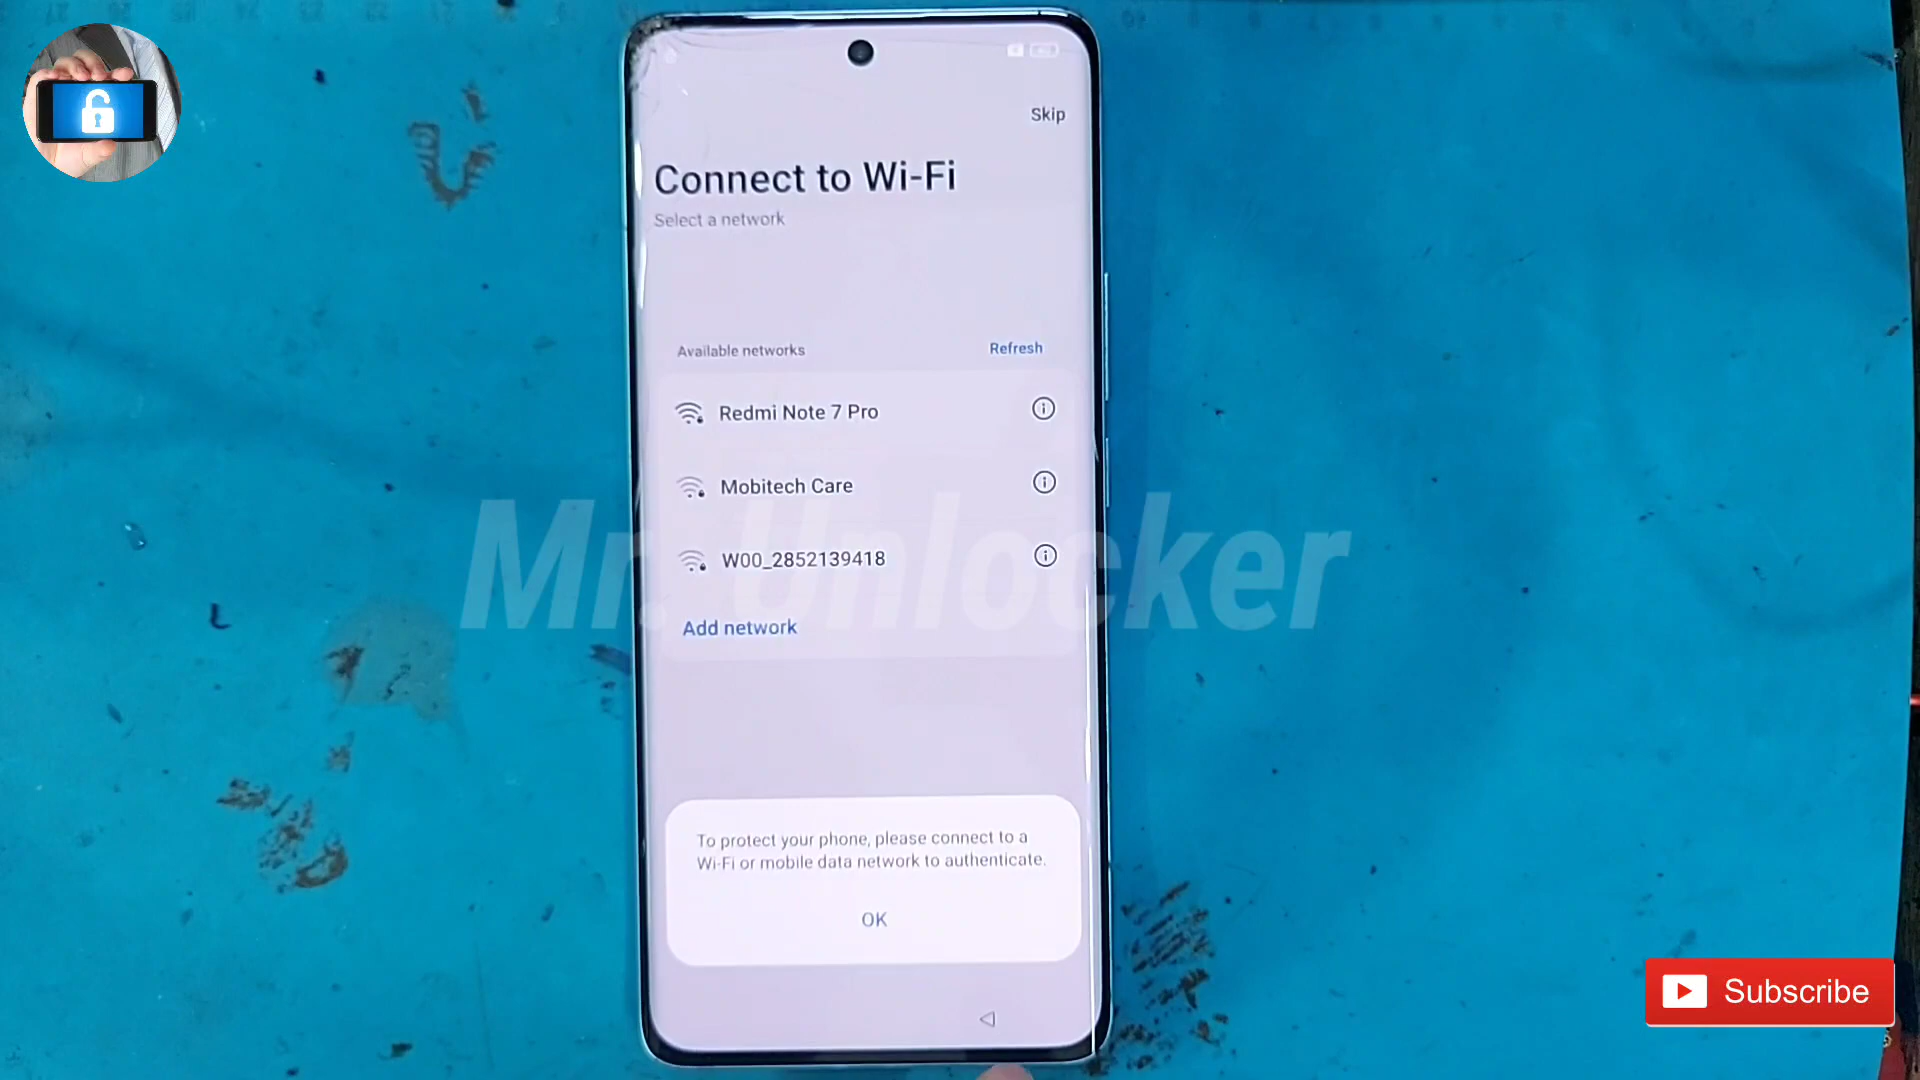 Skip
Connect to Wi-Fi
Select a network
Available networks
Refresh
Redmi Note 7 Pro
Mobitech Care
W00_2852139418
Add network
Mr. Unlocker
To protect your phone, please connect to a
Wi-Fi or mobile data network to authenticate.
OK
Subscribe